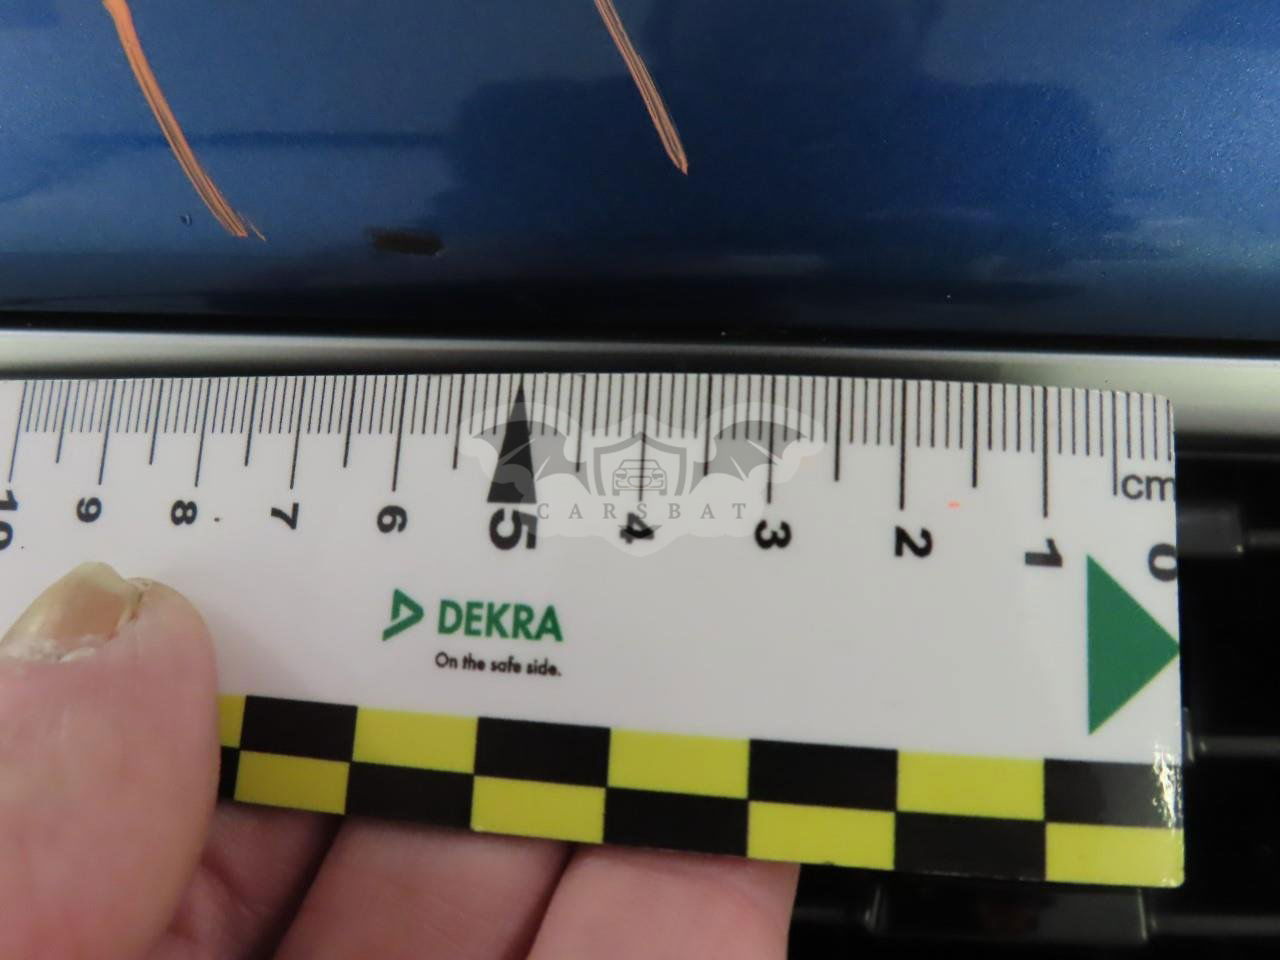 10 9 8 7 6 5 4 3 2 1 0
cm
CARSBAT
DEKRA
On the safe side.